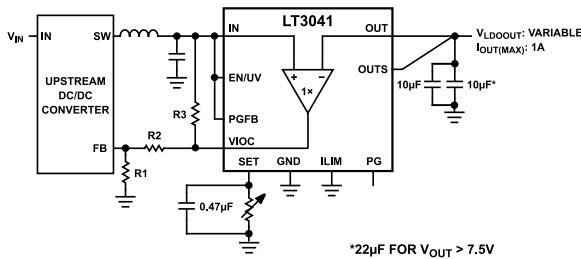 LT3041
V_IN
IN
SW
IN
OUT
V_LDOOUT: VARIABLE
I_OUT(MAX): 1A
EN/UV
OUTS
UPSTREAM
DC/DC
CONVERTER
+
–
1×
10µF
10µF*
R3
PGFB
FB
R2
VIOC
R1
SET
GND
ILIM
PG
0.47µF
*22µF FOR V_OUT > 7.5V